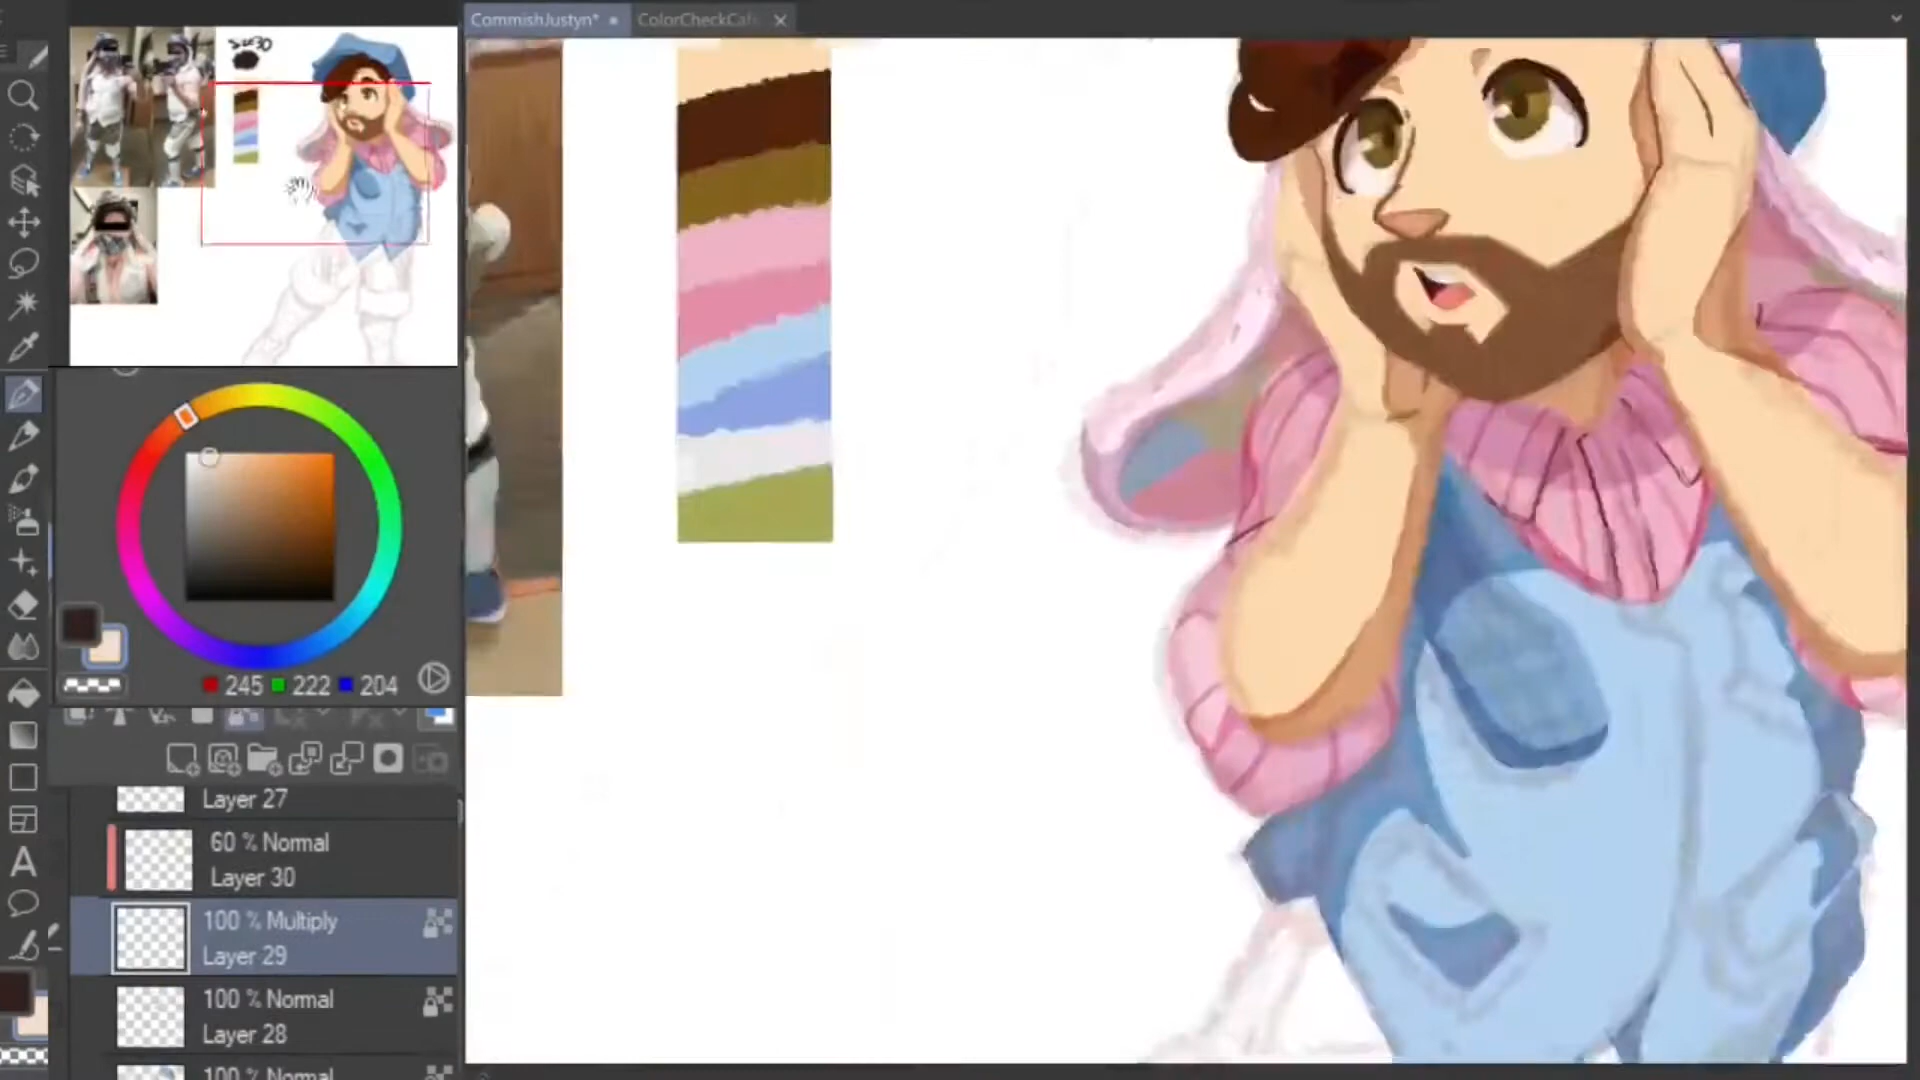 CommishJustyn*
ColorCheckCaf
245 222 204
Layer 27
60 % Normal
Layer 30
100 % Multiply
Layer 29
100 % Normal
Layer 28
100 % Normal